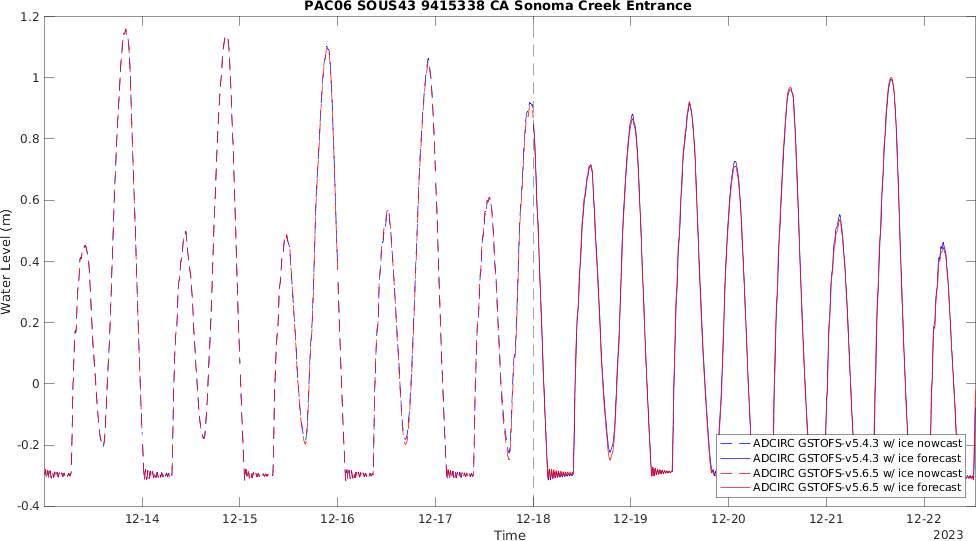 PAC06 SOUS43 9415338 CA Sonoma Creek Entrance
1.2
1
0.8
0.6
0.4
0.2
0
-0.2
-0.4
Water Level (m)
ADCIRC GSTOFS-v5.4.3 w/ ice nowcast
ADCIRC GSTOFS-v5.4.3 w/ ice forecast
ADCIRC GSTOFS-v5.6.5 w/ ice nowcast
ADCIRC GSTOFS-v5.6.5 w/ ice forecast
12-14 12-15 12-16 12-17 12-18 12-19 12-20 12-21 12-22
Time
2023